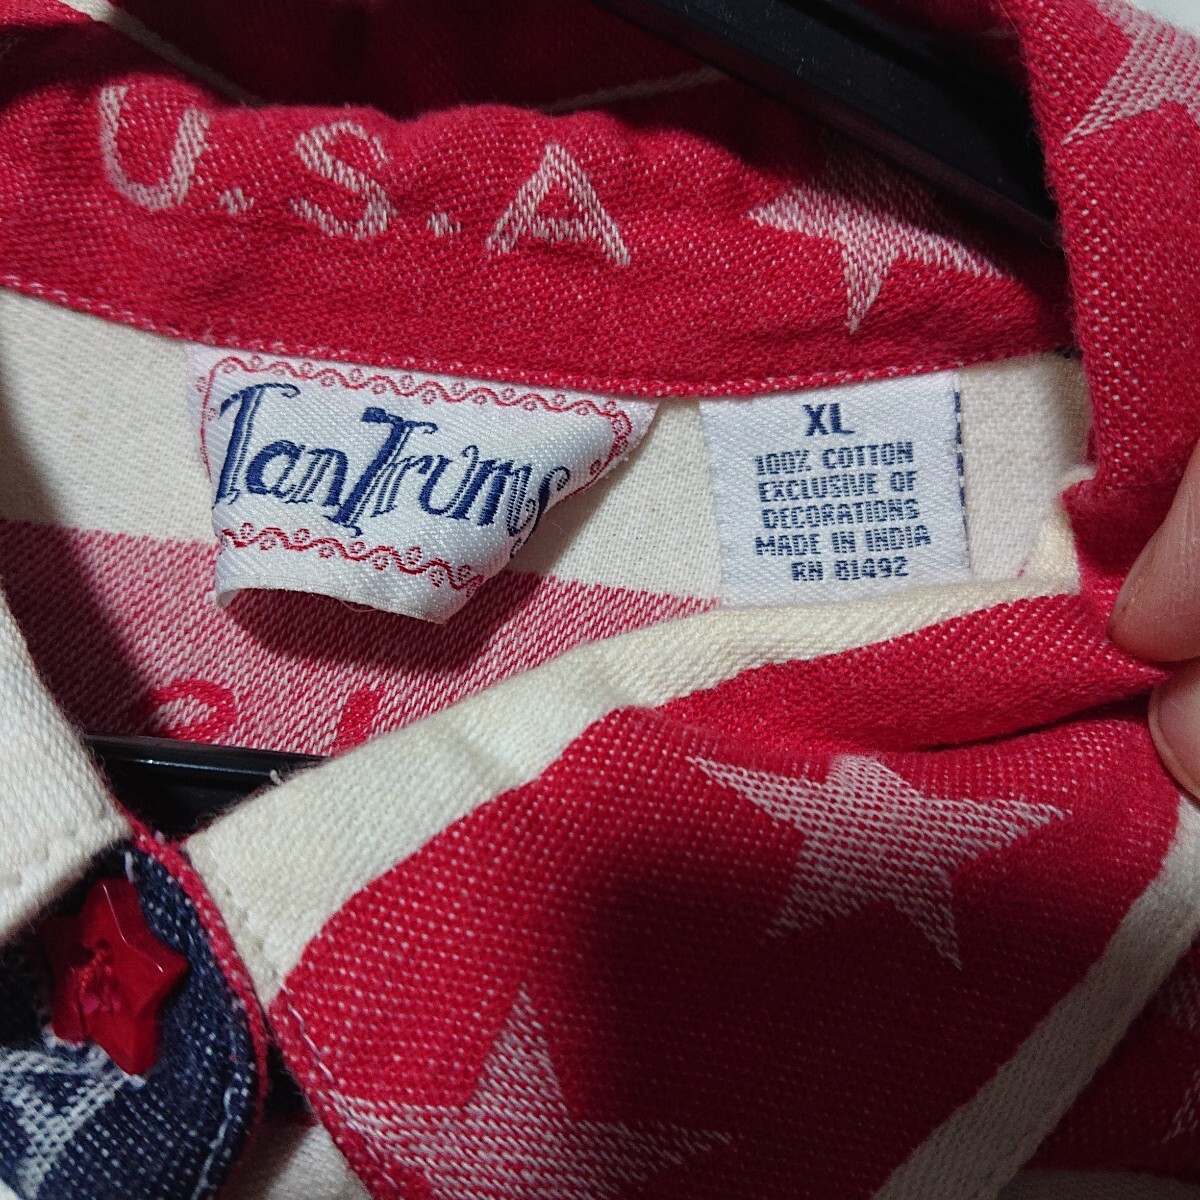 U.S.A
TanTrums
XL
100% COTTON
EXCLUSIVE OF
DECORATIONS
MADE IN INDIA
RN 81492